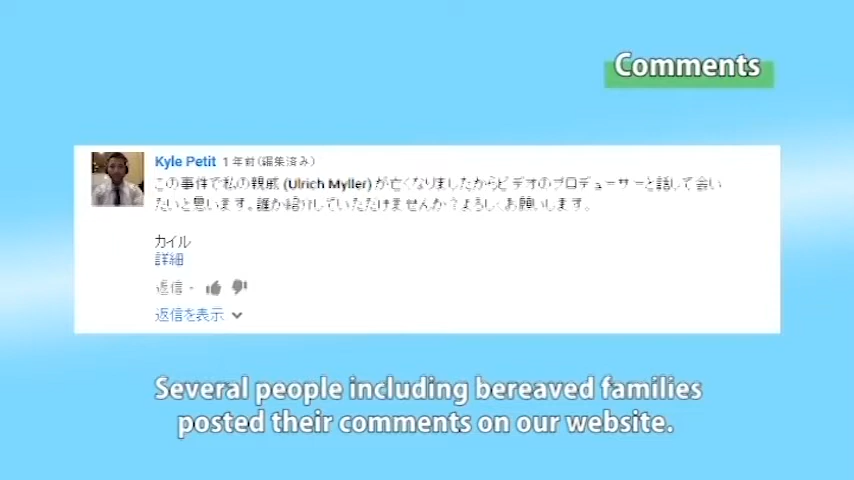 Comments
Kyle Petit 1 年前(編集済み)
この事件で私の親戚 (Ulrich Myller) が亡くなりましたからビデオのプロデューサーと話して会い
たいと思います。誰か紹介していただけませんか？よろしくお願いします。
カイル
詳細
返信 ·
返信を表示
Several people including bereaved families
posted their comments on our website.